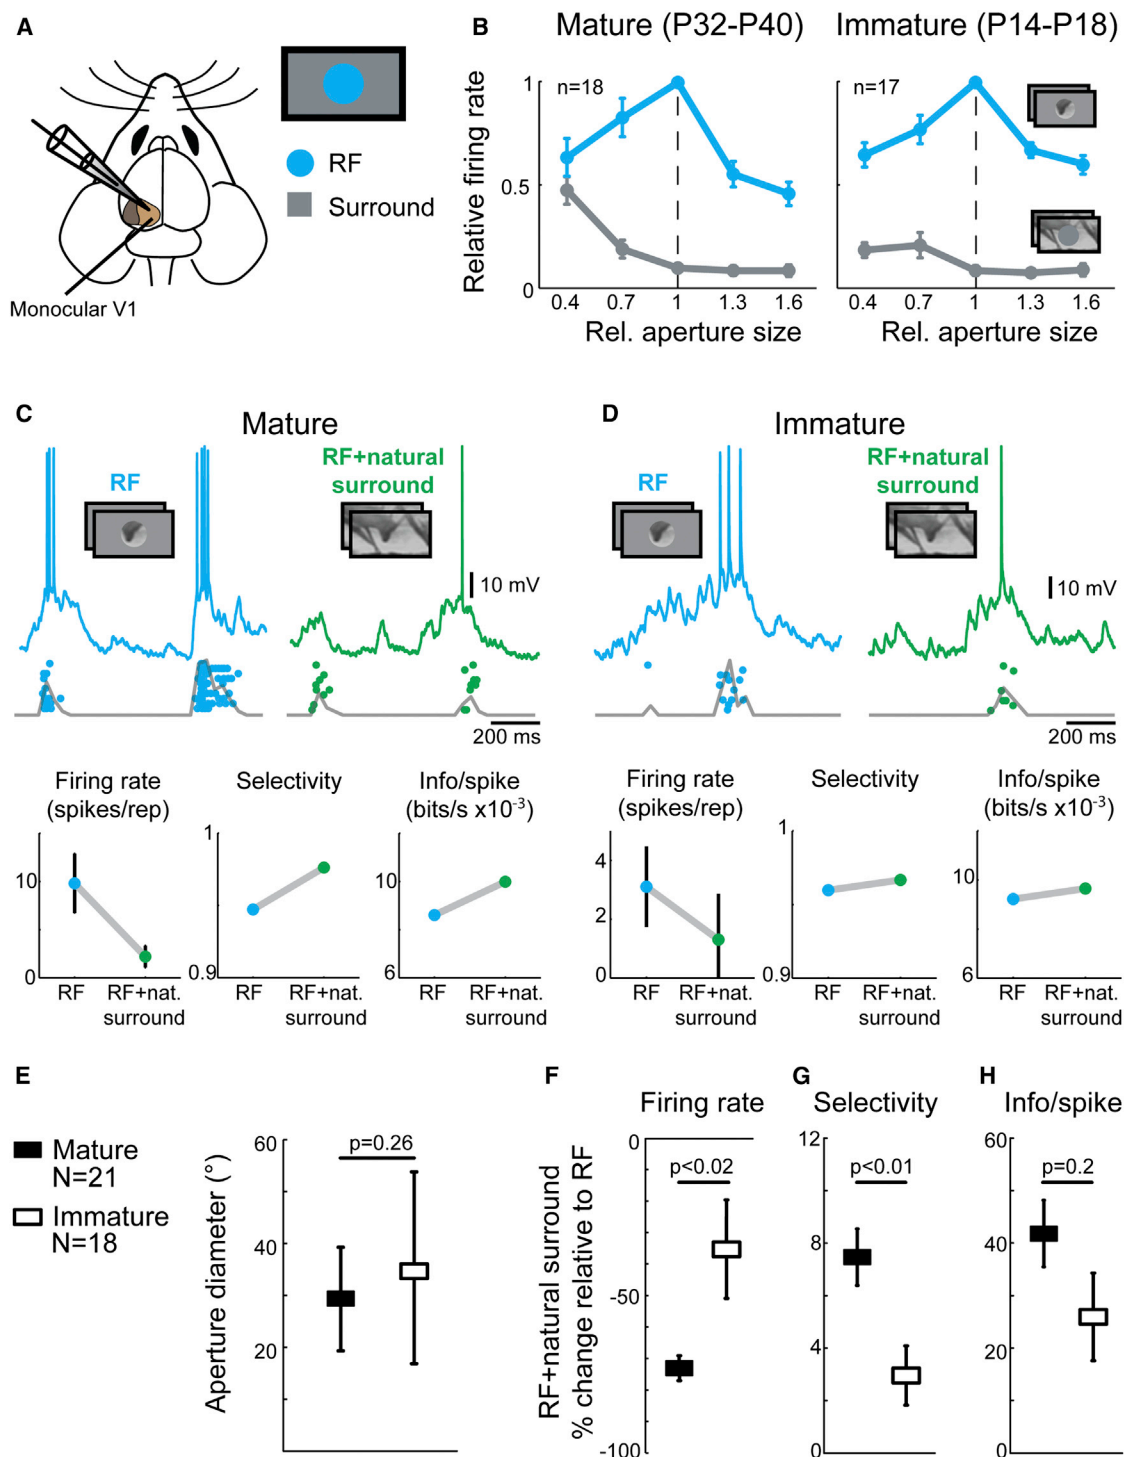 A
RF
Surround
Monocular V1
B
Mature (P32-P40)
Immature (P14-P18)
Relative firing rate
1
0.5
0
n=18
n=17
0.4 0.7 1 1.3 1.6
0.4 0.7 1 1.3 1.6
Rel. aperture size
Rel. aperture size
C
Mature
RF
RF+natural
surround
10 mV
200 ms
D
Immature
RF
RF+natural
surround
10 mV
200 ms
Firing rate
(spikes/rep)
10
0
RF RF+nat.
surround
Selectivity
1
0.9
RF RF+nat.
surround
Info/spike
(bits/s x10-3)
10
6
RF RF+nat.
surround
Firing rate
(spikes/rep)
4
2
0
RF RF+nat.
surround
Selectivity
1
0.9
RF RF+nat.
surround
Info/spike
(bits/s x10-3)
10
6
RF RF+nat.
surround
E
Mature
N=21
Immature
N=18
Aperture diameter (°)
60
40
20
p=0.26
F
Firing rate
RF+natural surround
% change relative to RF
0
-50
-100
p<0.02
G
Selectivity
12
8
4
0
p<0.01
H
Info/spike
60
40
20
0
p=0.2